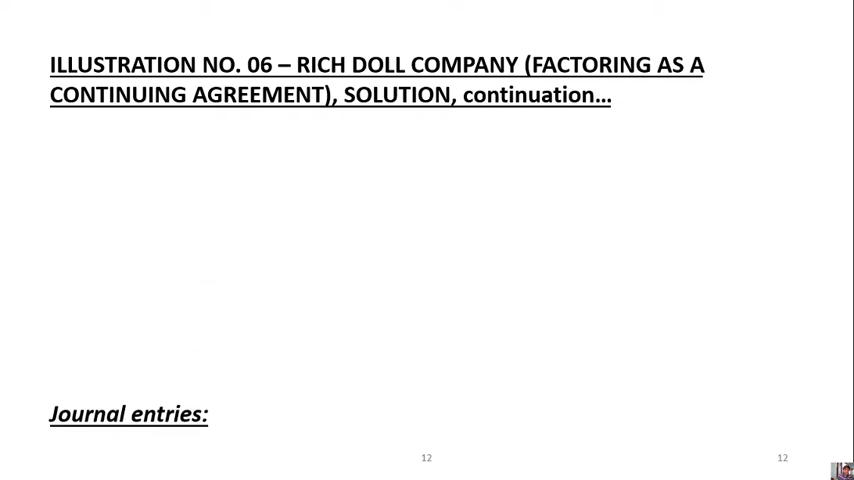 ILLUSTRATION NO. 06 – RICH DOLL COMPANY (FACTORING AS A
CONTINUING AGREEMENT), SOLUTION, continuation…
Journal entries:
12
12